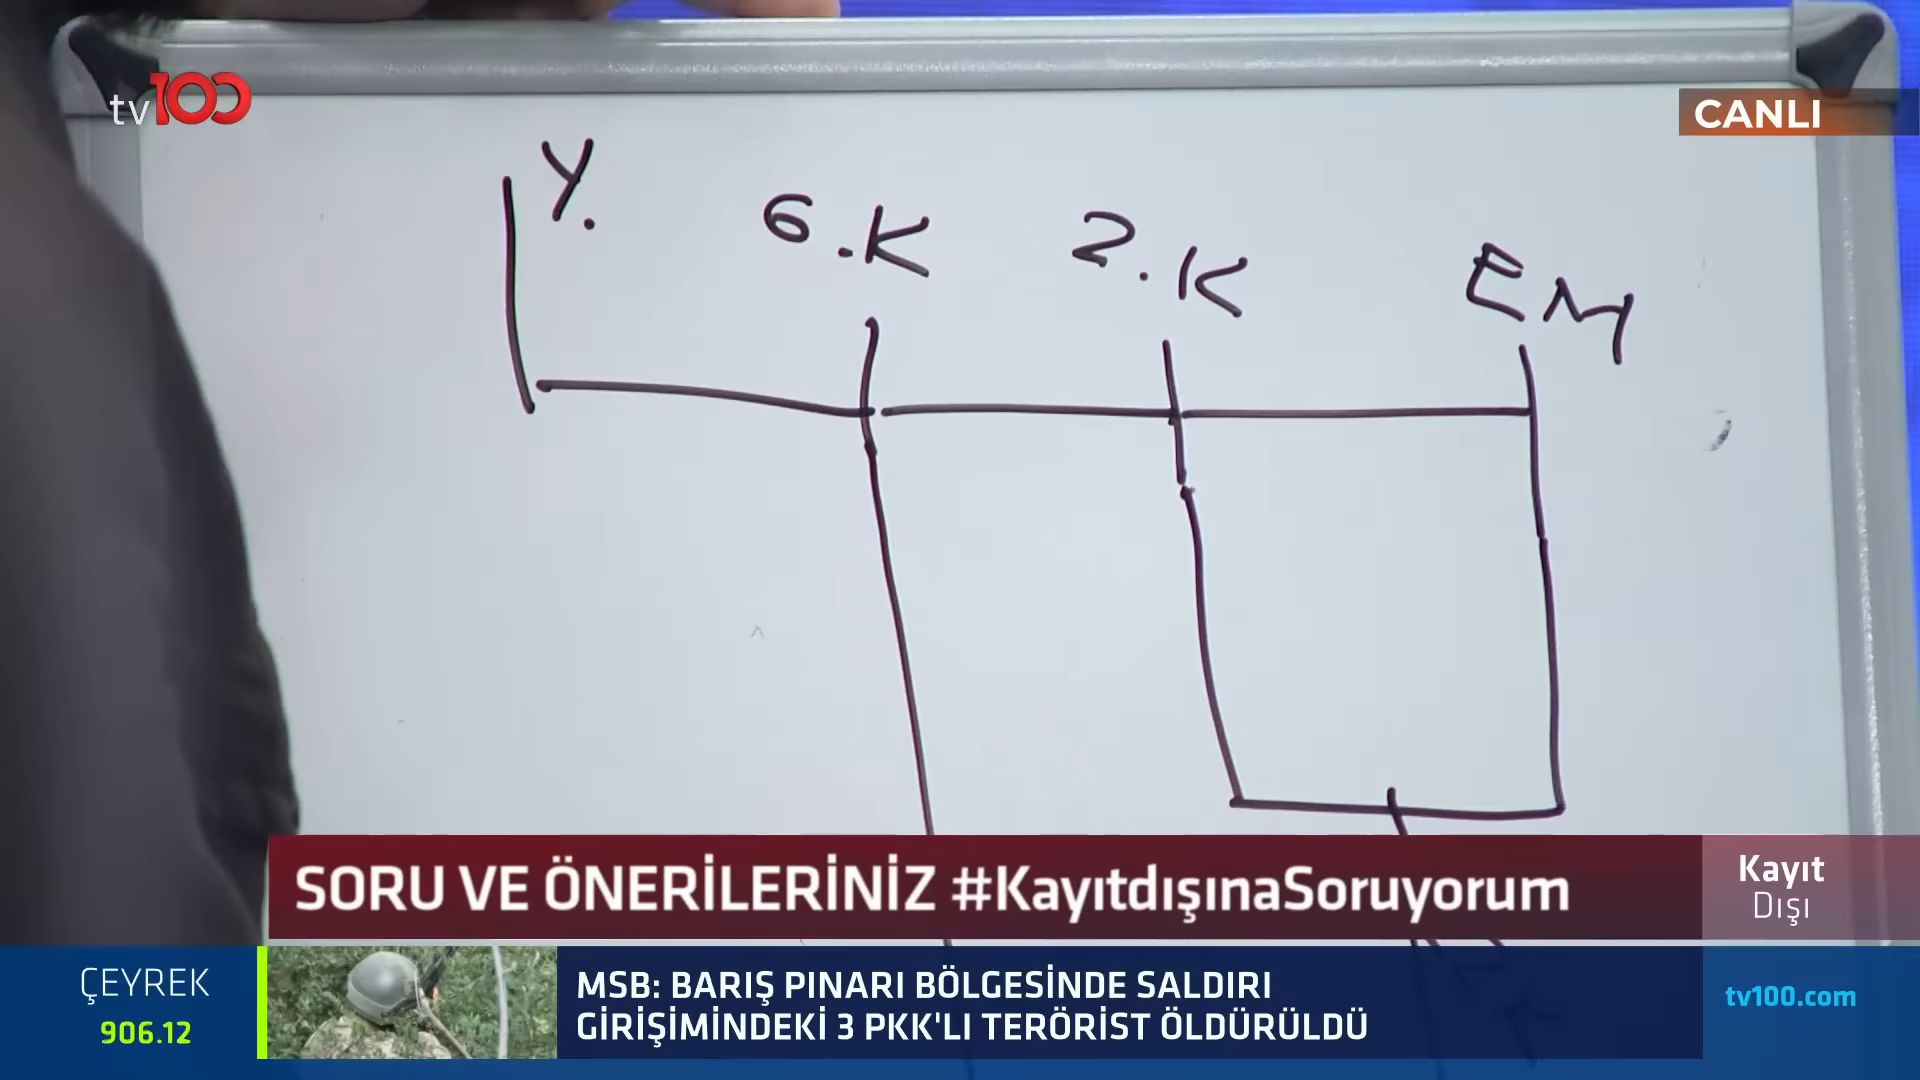 tv100
CANLI
Y.
6.K
2.K
EM
SORU VE ÖNERİLERİNİZ #KayıtdışınaSoruyorum
Kayıt
Dışı
ÇEYREK
906.12
MSB: BARIŞ PINARI BÖLGESİNDE SALDIRI
GİRİŞİMİNDEKİ 3 PKK'LI TERÖRİST ÖLDÜRÜLDÜ
tv100.com